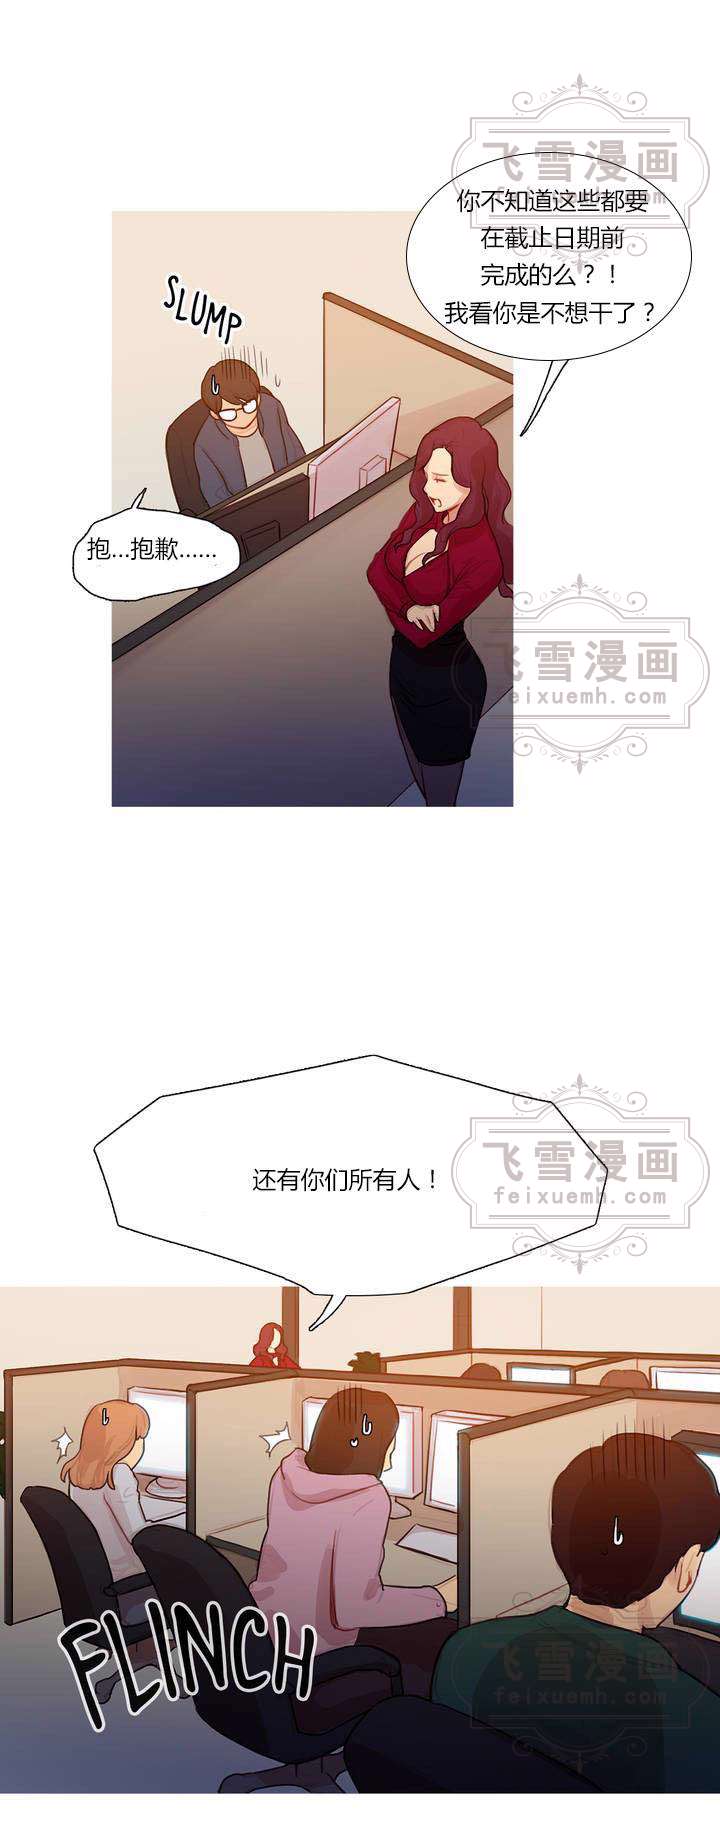 飞雪漫画
feixuemh.com
你不知道这些都要
在截止日期前
完成的么？！
我看你是不想干了？
SLUMP
抱…抱歉……
飞雪漫画
feixuemh.com
还有你们所有人！
飞雪漫画
feixuemh.com
FLINCH
飞雪漫画
feixuemh.com